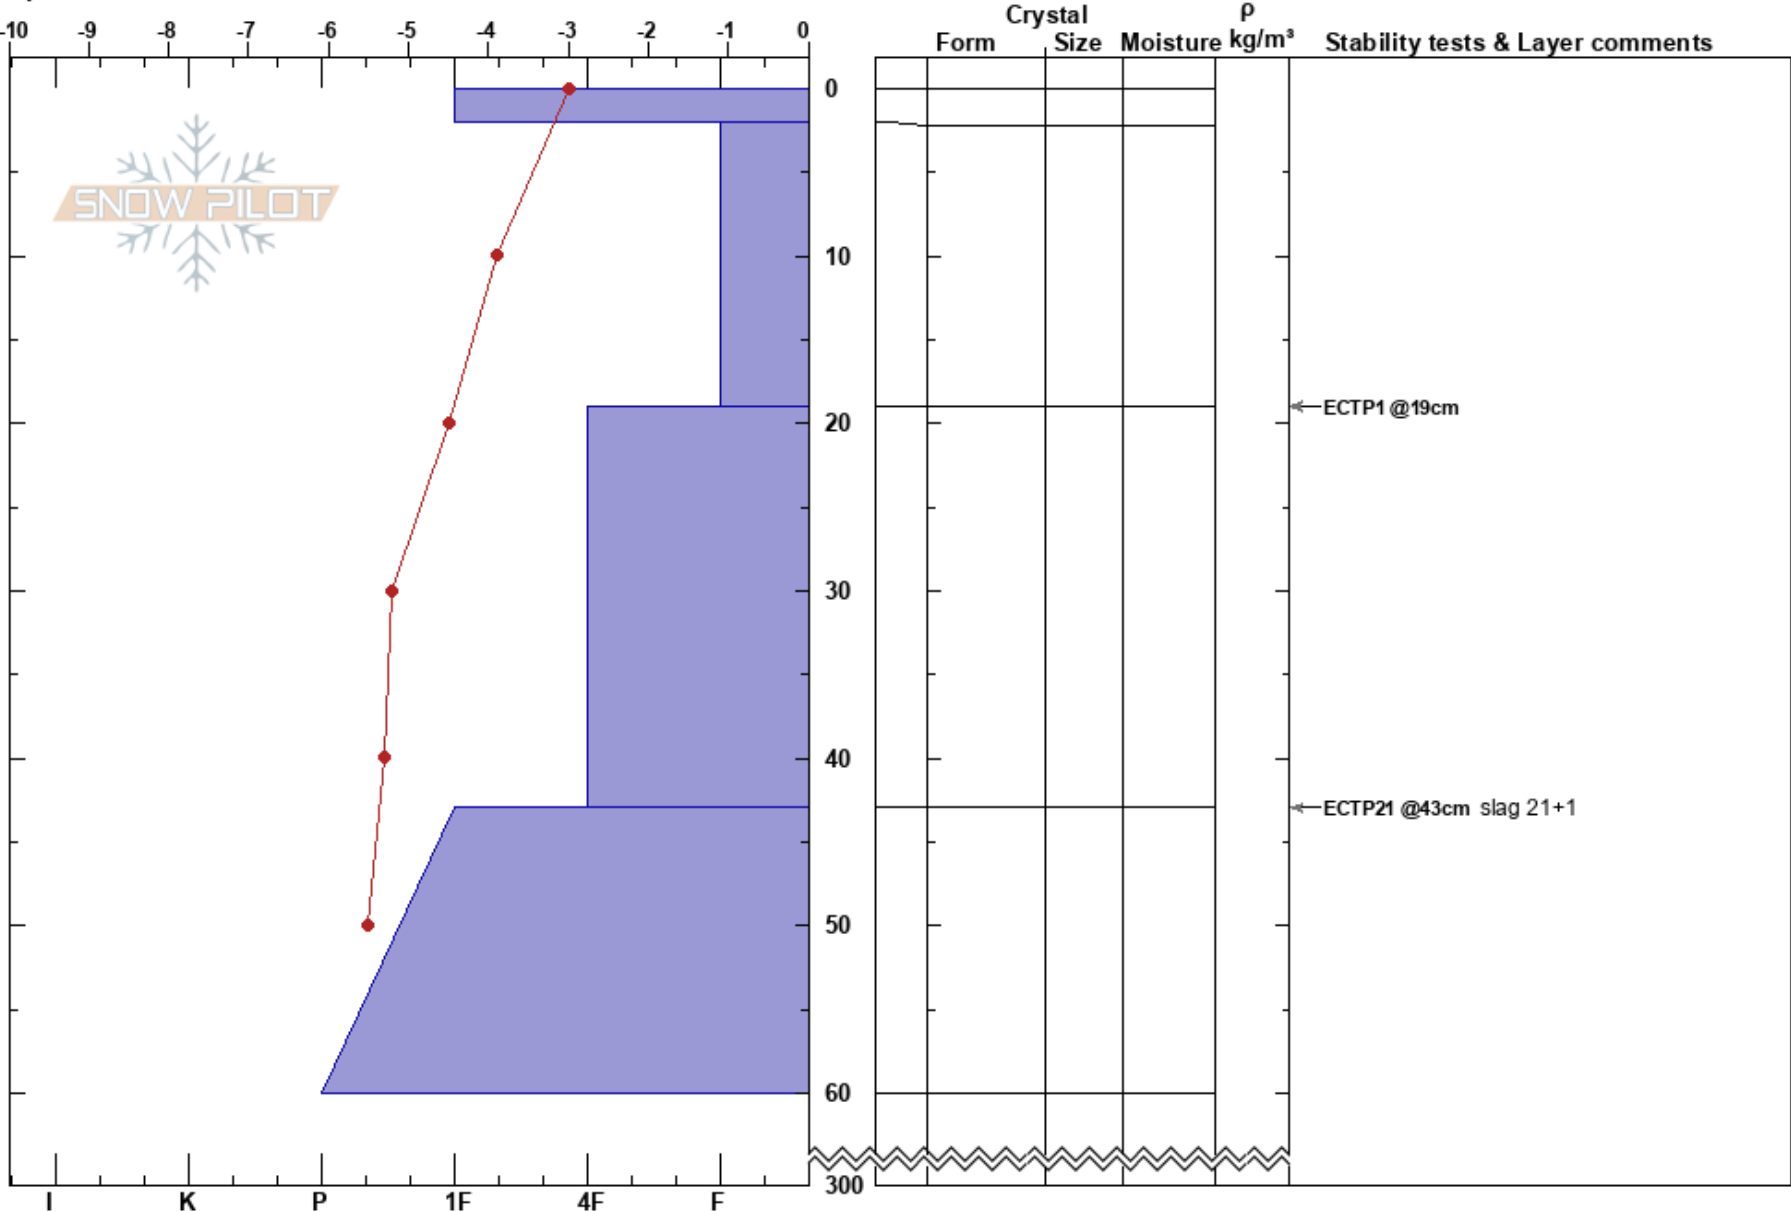 Crystal ρ
-10 -9 -8 -7 -6 -5 -4 -3 -2 -1 0
Form Size Moisture kg/m³ Stability tests & Layer comments
0
SNOW PILOT
10
ECTP1 @19cm
20
30
40
ECTP21 @43cm slag 21+1
50
60
300
I K P 1F 4F F